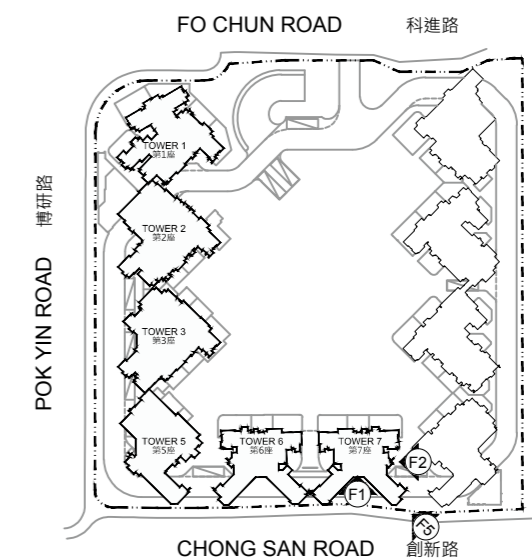 FO CHUN ROAD 科進路
TOWER 1
第1座
TOWER 2
第2座
POK YIN ROAD 博研路
TOWER 3
第3座
TOWER 5
第5座
TOWER 6
第6座
TOWER 7
第7座
F2
F1
F5
CHONG SAN ROAD 創新路